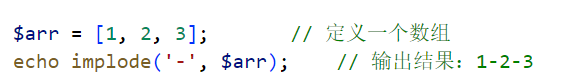 $arr = [1, 2, 3];       // 定义一个数组
echo implode('-', $arr);    // 输出结果：1-2-3